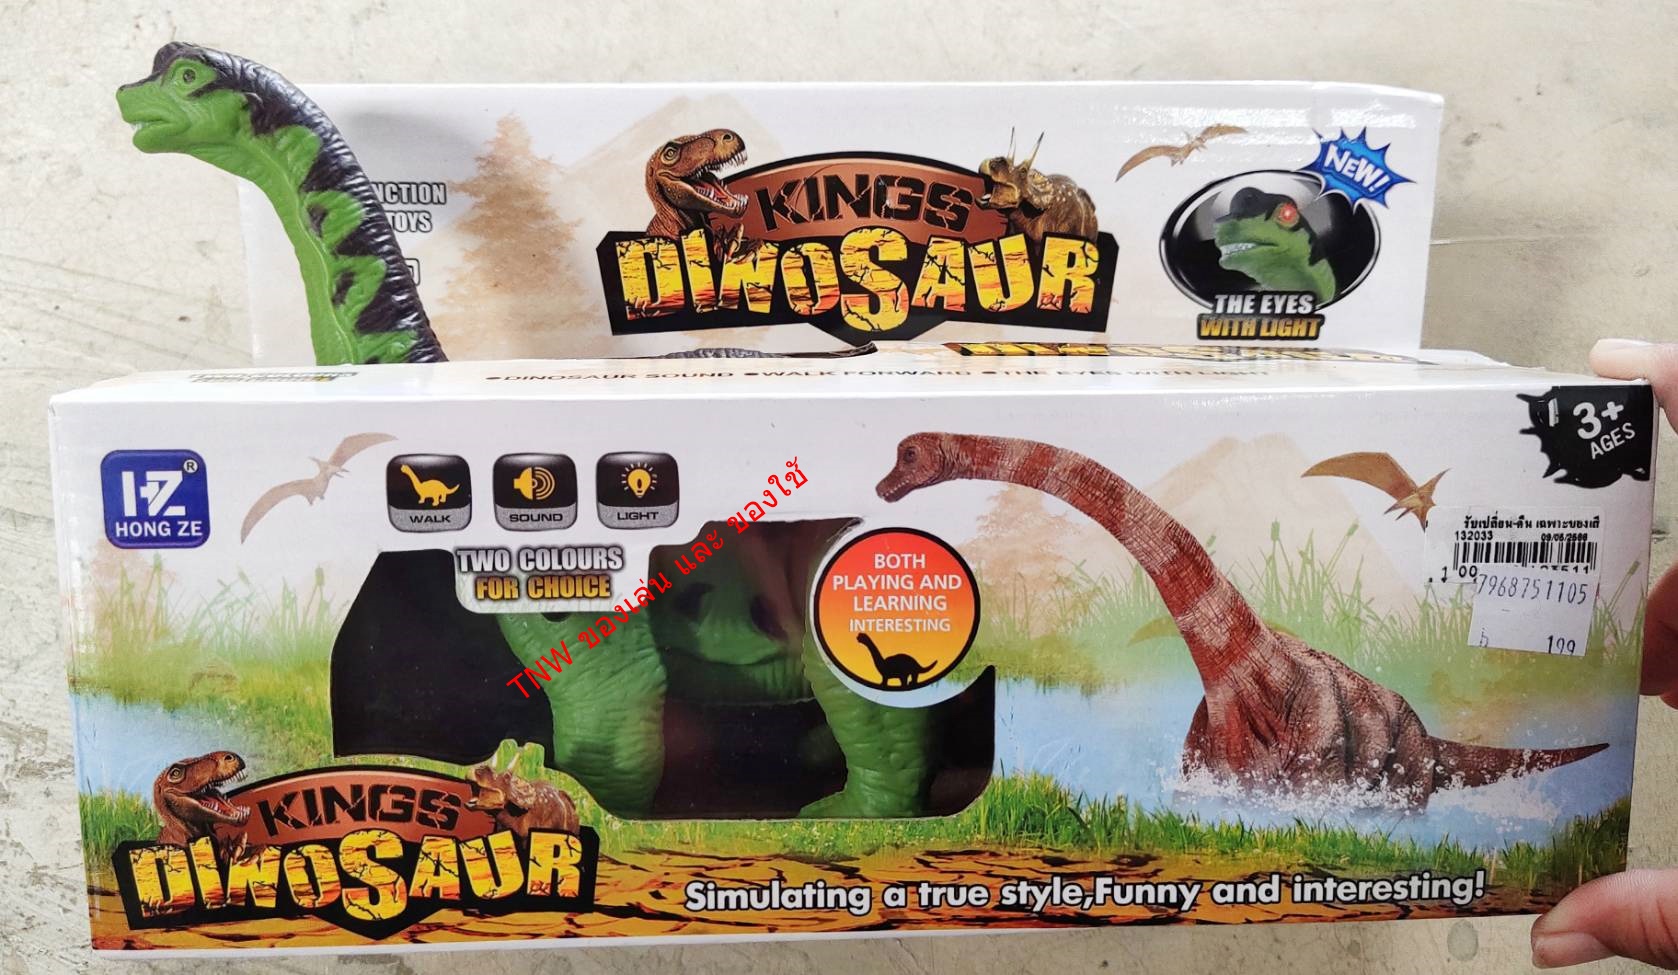 KINGS
DINOSAUR
NEW!
THE EYES
WITH LIGHT
TOYS
●DINOSAUR SOUND ●WALK FORWARD ●THE EYES WITH LIGHT
HZ®
HONG ZE
WALK
SOUND
LIGHT
TWO COLOURS
FOR CHOICE
TNW ของเล่น และ ของใช้
BOTH
PLAYING AND
LEARNING
INTERESTING
3+
AGES
132033
7968751105
199
KINGS
DINOSAUR
Simulating a true style,Funny and interesting!